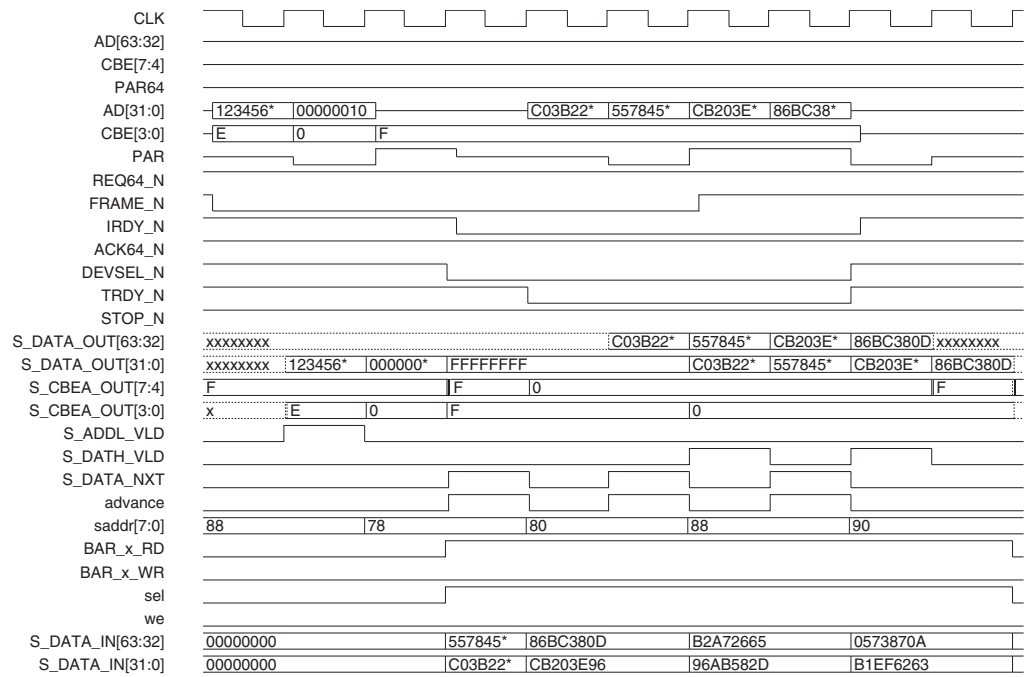 CLK
AD[63:32]
CBE[7:4]
PAR64
AD[31:0] 123456* 00000010 C03B22* 557845* CB203E* 86BC38*
CBE[3:0] E 0 F
PAR
REQ64_N
FRAME_N
IRDY_N
ACK64_N
DEVSEL_N
TRDY_N
STOP_N
S_DATA_OUT[63:32] xxxxxxxx C03B22* 557845* CB203E* 86BC380D xxxxxxxx
S_DATA_OUT[31:0] xxxxxxxx 123456* 000000* FFFFFFFF C03B22* 557845* CB203E* 86BC380D
S_CBEA_OUT[7:4] F F 0 F
S_CBEA_OUT[3:0] x E 0 F 0
S_ADDL_VLD
S_DATH_VLD
S_DATA_NXT
advance
saddr[7:0] 88 78 80 88 90
BAR_x_RD
BAR_x_WR
sel
we
S_DATA_IN[63:32] 00000000 557845* 86BC380D B2A72665 0573870A
S_DATA_IN[31:0] 00000000 C03B22* CB203E96 96AB582D B1EF6263